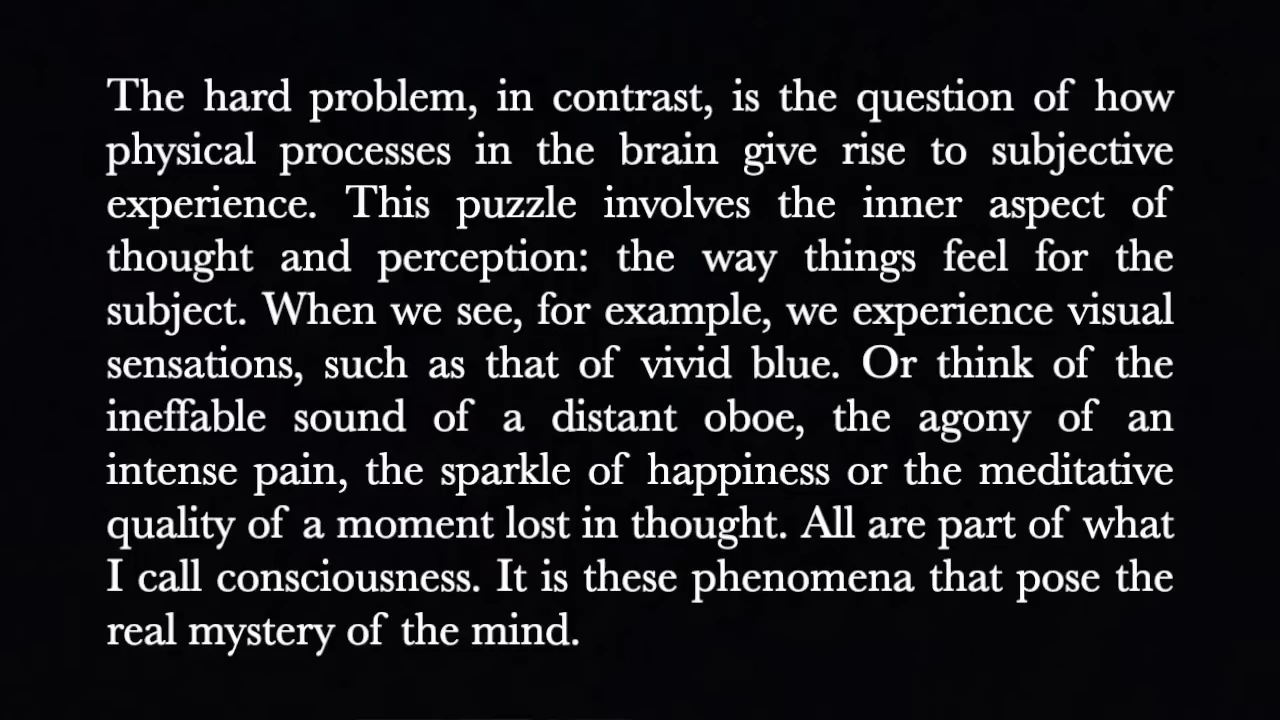 The hard problem, in contrast, is the question of how
physical processes in the brain give rise to subjective
experience. This puzzle involves the inner aspect of
thought and perception: the way things feel for the
subject. When we see, for example, we experience visual
sensations, such as that of vivid blue. Or think of the
ineffable sound of a distant oboe, the agony of an
intense pain, the sparkle of happiness or the meditative
quality of a moment lost in thought. All are part of what
I call consciousness. It is these phenomena that pose the
real mystery of the mind.